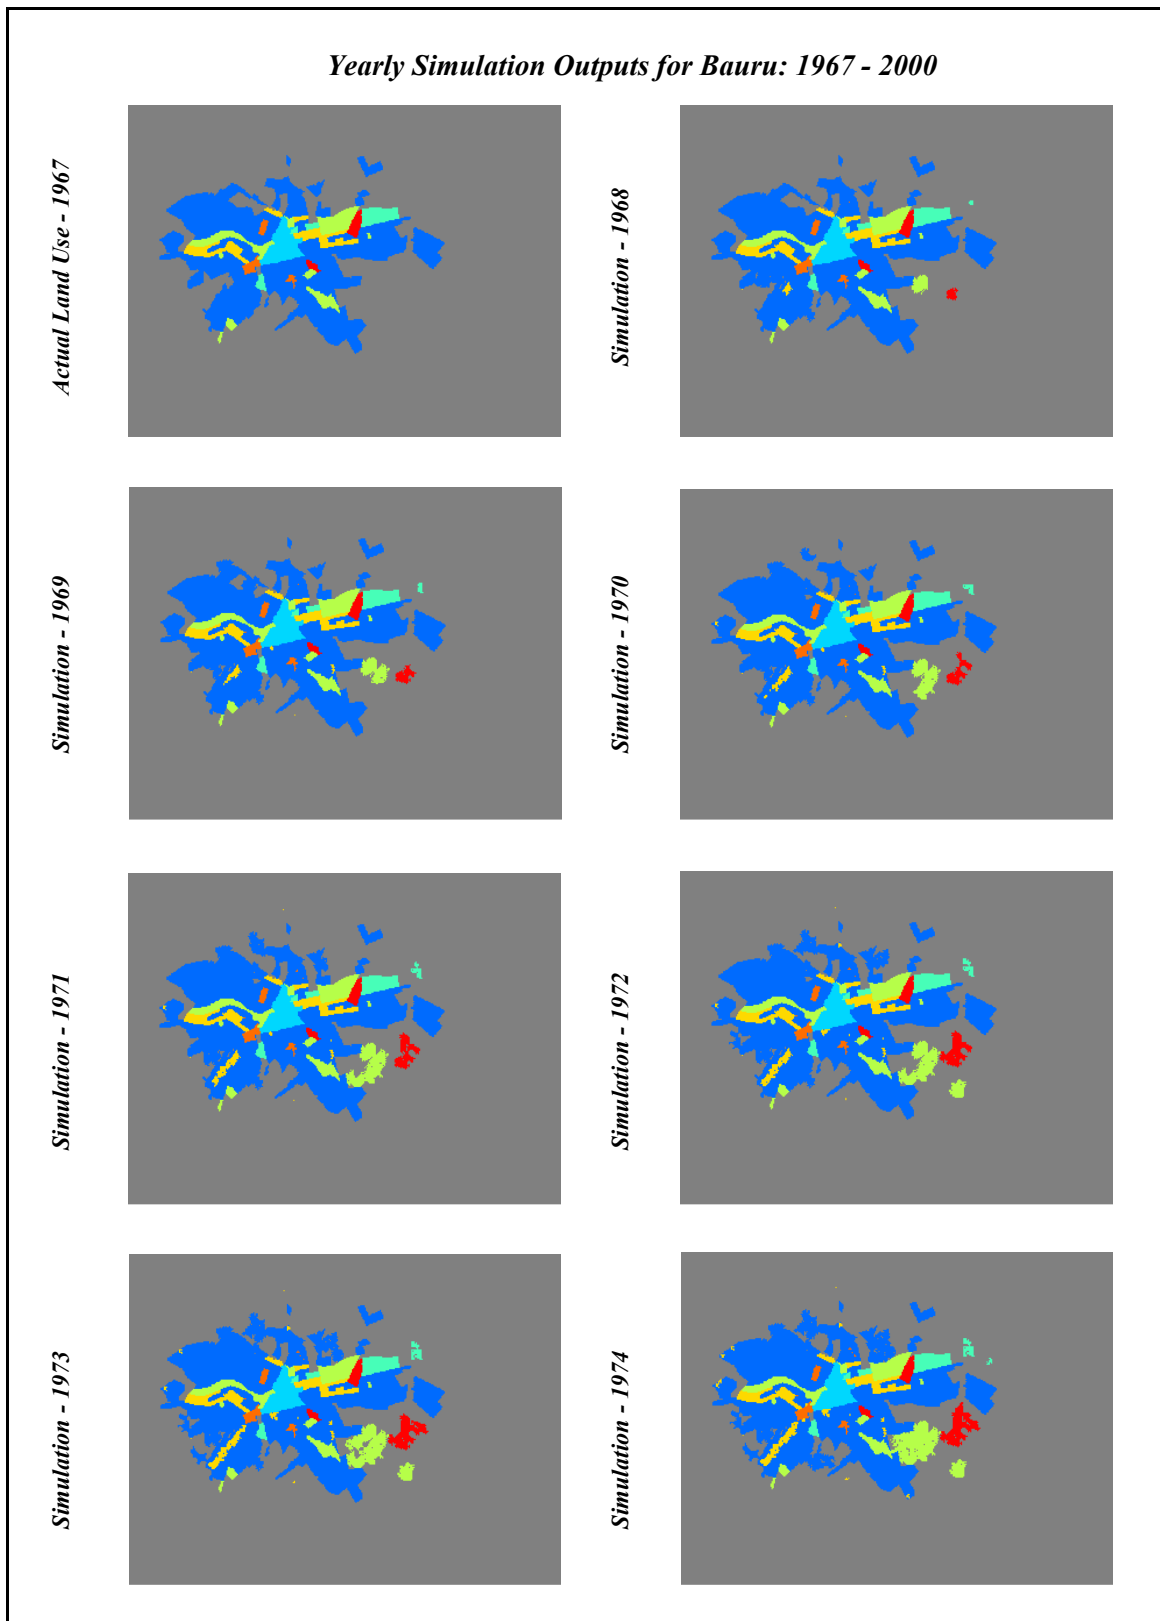 Yearly Simulation Outputs for Bauru: 1967 - 2000
Actual Land Use - 1967
Simulation - 1968
Simulation - 1969
Simulation - 1970
Simulation - 1971
Simulation - 1972
Simulation - 1973
Simulation - 1974